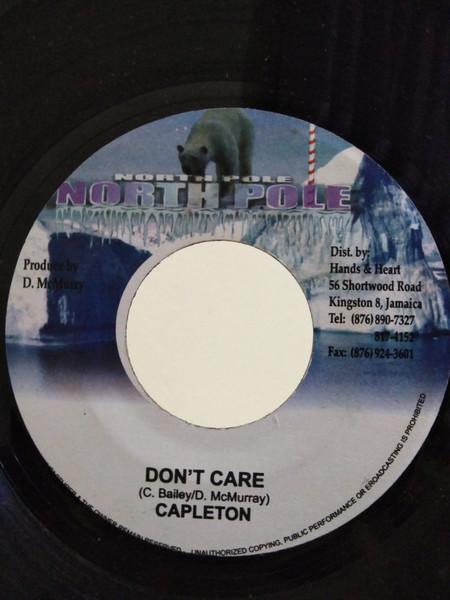 NORTH POLE
NORTH POLE
Produce by
D. McMurry
Dist. by:
Hands & Heart
56 Shortwood Road
Kingston 8, Jamaica
Tel: (876) 890-7327
817-4152
Fax: (876) 924-3601
DON'T CARE
(C. Bailey/D. McMurray)
CAPLETON
UNAUTHORIZED COPYING, PUBLIC PERFORMANCE OR BROADCASTING IS PROHIBITED